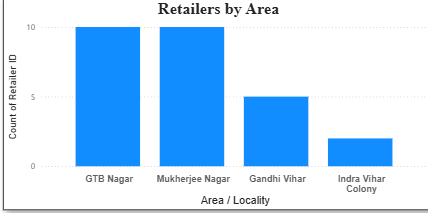 Retailers by Area
Count of Retailer ID
10
5
0
GTB Nagar
Mukherjee Nagar
Gandhi Vihar
Indra Vihar
Colony
Area / Locality